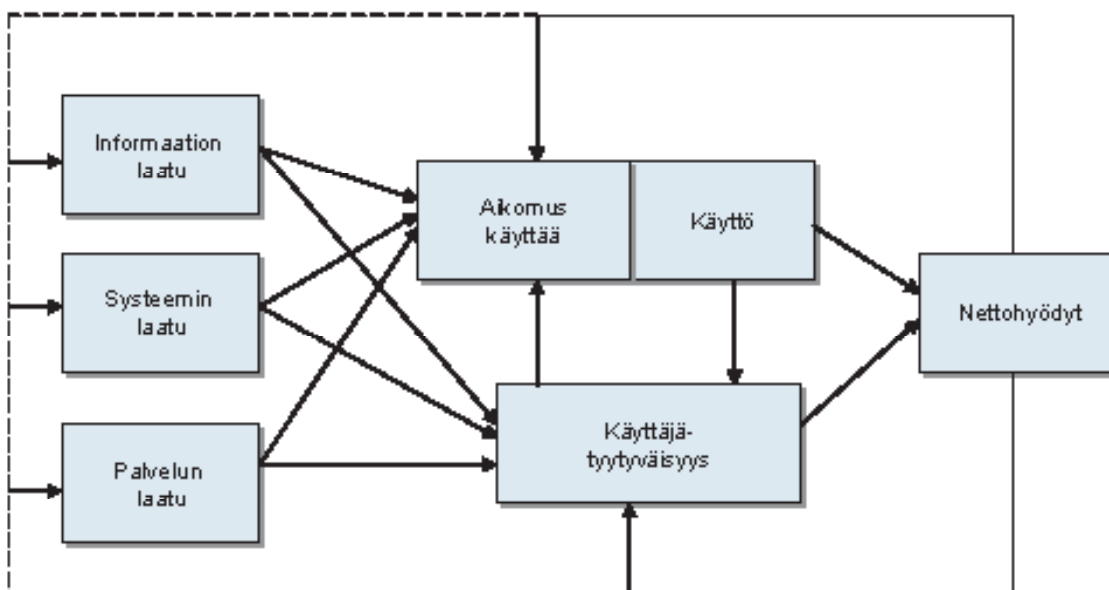 Informaation
laatu
Systeemin
laatu
Palvelun
laatu
Aikomus
käyttää
Käyttö
Käyttäjä-
tyytyväisyys
Nettohyödyt